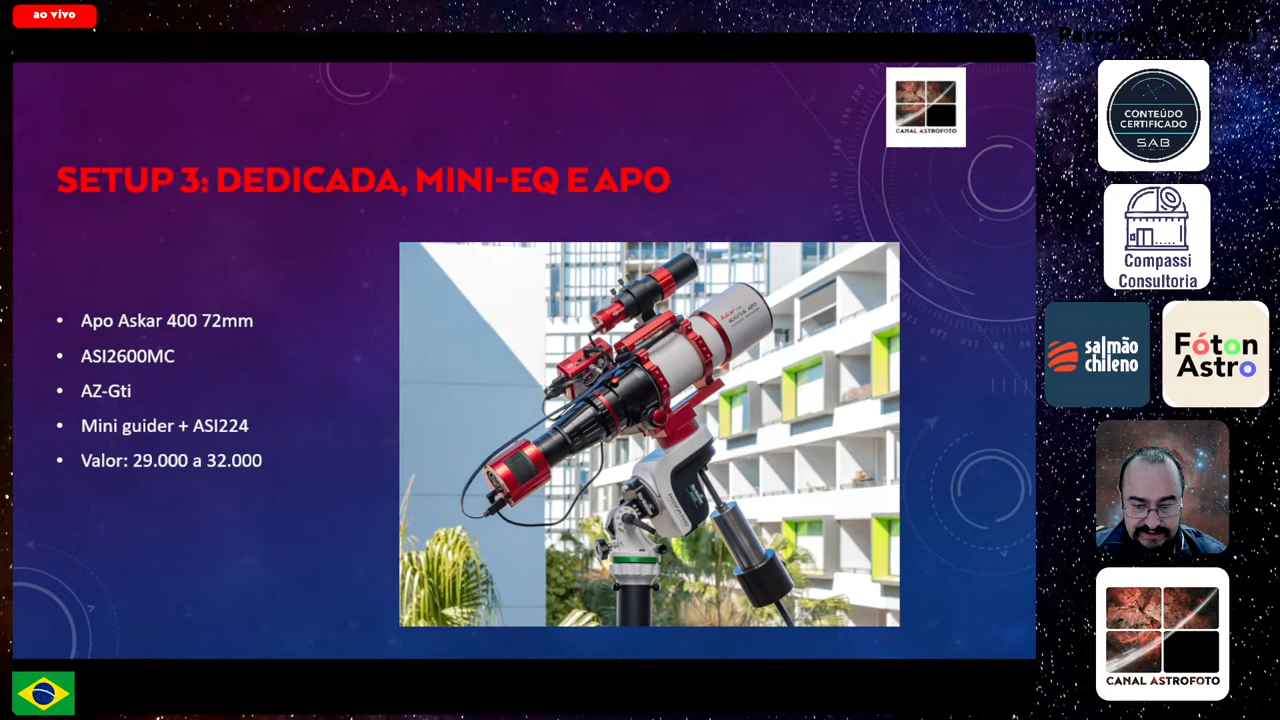 ao vivo
CANAL ASTROFOTO
SETUP 3: DEDICADA, MINI-EQ E APO
• Apo Askar 400 72mm
• ASI2600MC
• AZ-Gti
• Mini guider + ASI224
• Valor: 29.000 a 32.000
Askar
CONTEÚDO
CERTIFICADO
SAB
Compassi
Consultoria
salmão
chileno
Fóton
Astro
CANAL ASTROFOTO